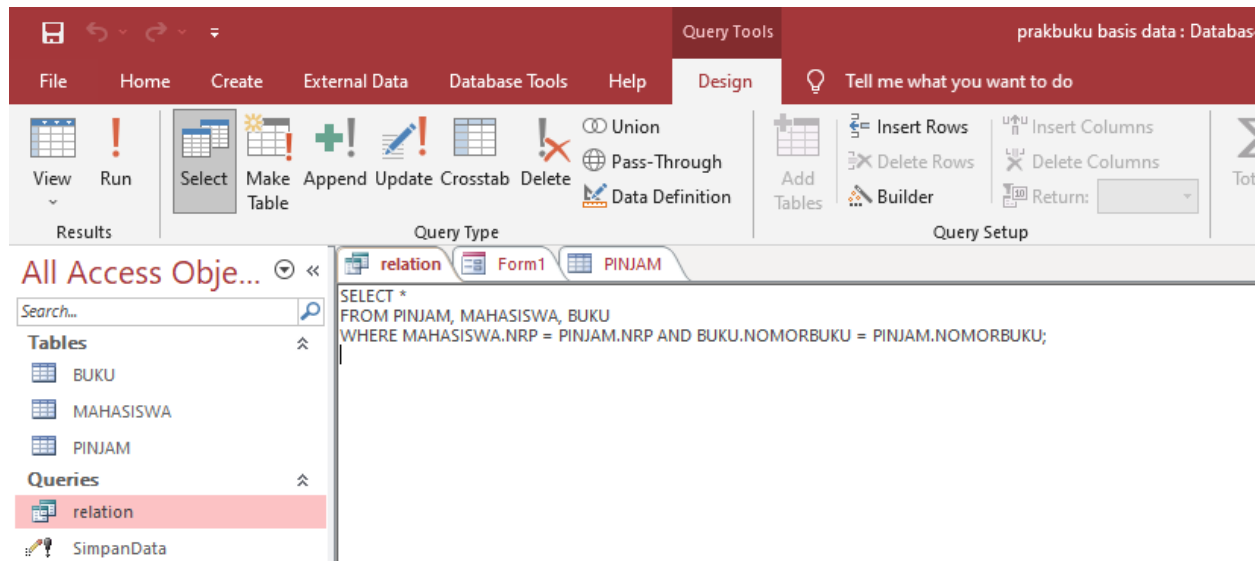 Query Tools
prakbuku basis data : Databas
File Home Create External Data Database Tools Help Design Tell me what you want to do
View
Run
Select
Make Table
Append
Update
Crosstab
Delete
Union
Pass-Through
Data Definition
Add Tables
Insert Rows
Delete Rows
Builder
Insert Columns
Delete Columns
Return:
Tot
Results
Query Type
Query Setup
All Access Obje...
Search...
Tables
BUKU
MAHASISWA
PINJAM
Queries
relation
SimpanData
relation Form1 PINJAM
SELECT *
FROM PINJAM, MAHASISWA, BUKU
WHERE MAHASISWA.NRP = PINJAM.NRP AND BUKU.NOMORBUKU = PINJAM.NOMORBUKU;